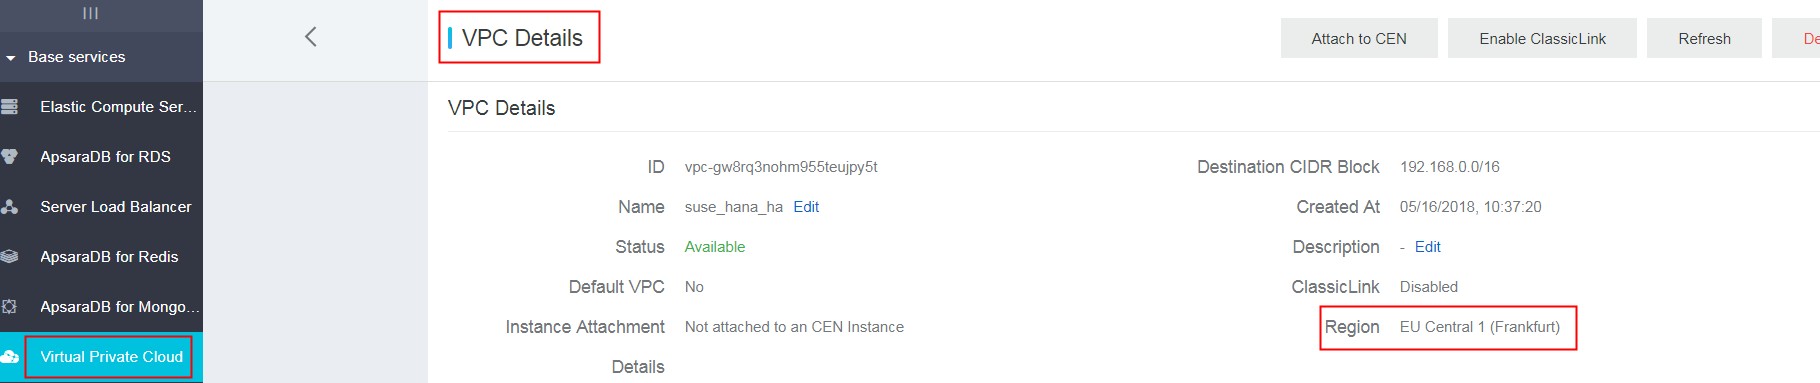 Base services
Elastic Compute Ser...
ApsaraDB for RDS
Server Load Balancer
ApsaraDB for Redis
ApsaraDB for Mongo...
Virtual Private Cloud
VPC Details
Attach to CEN
Enable ClassicLink
Refresh
De
VPC Details
ID vpc-gw8rq3nohm955teujpy5t
Destination CIDR Block 192.168.0.0/16
Name suse_hana_ha Edit
Created At 05/16/2018, 10:37:20
Status Available
Description - Edit
Default VPC No
ClassicLink Disabled
Instance Attachment Not attached to an CEN Instance
Region EU Central 1 (Frankfurt)
Details